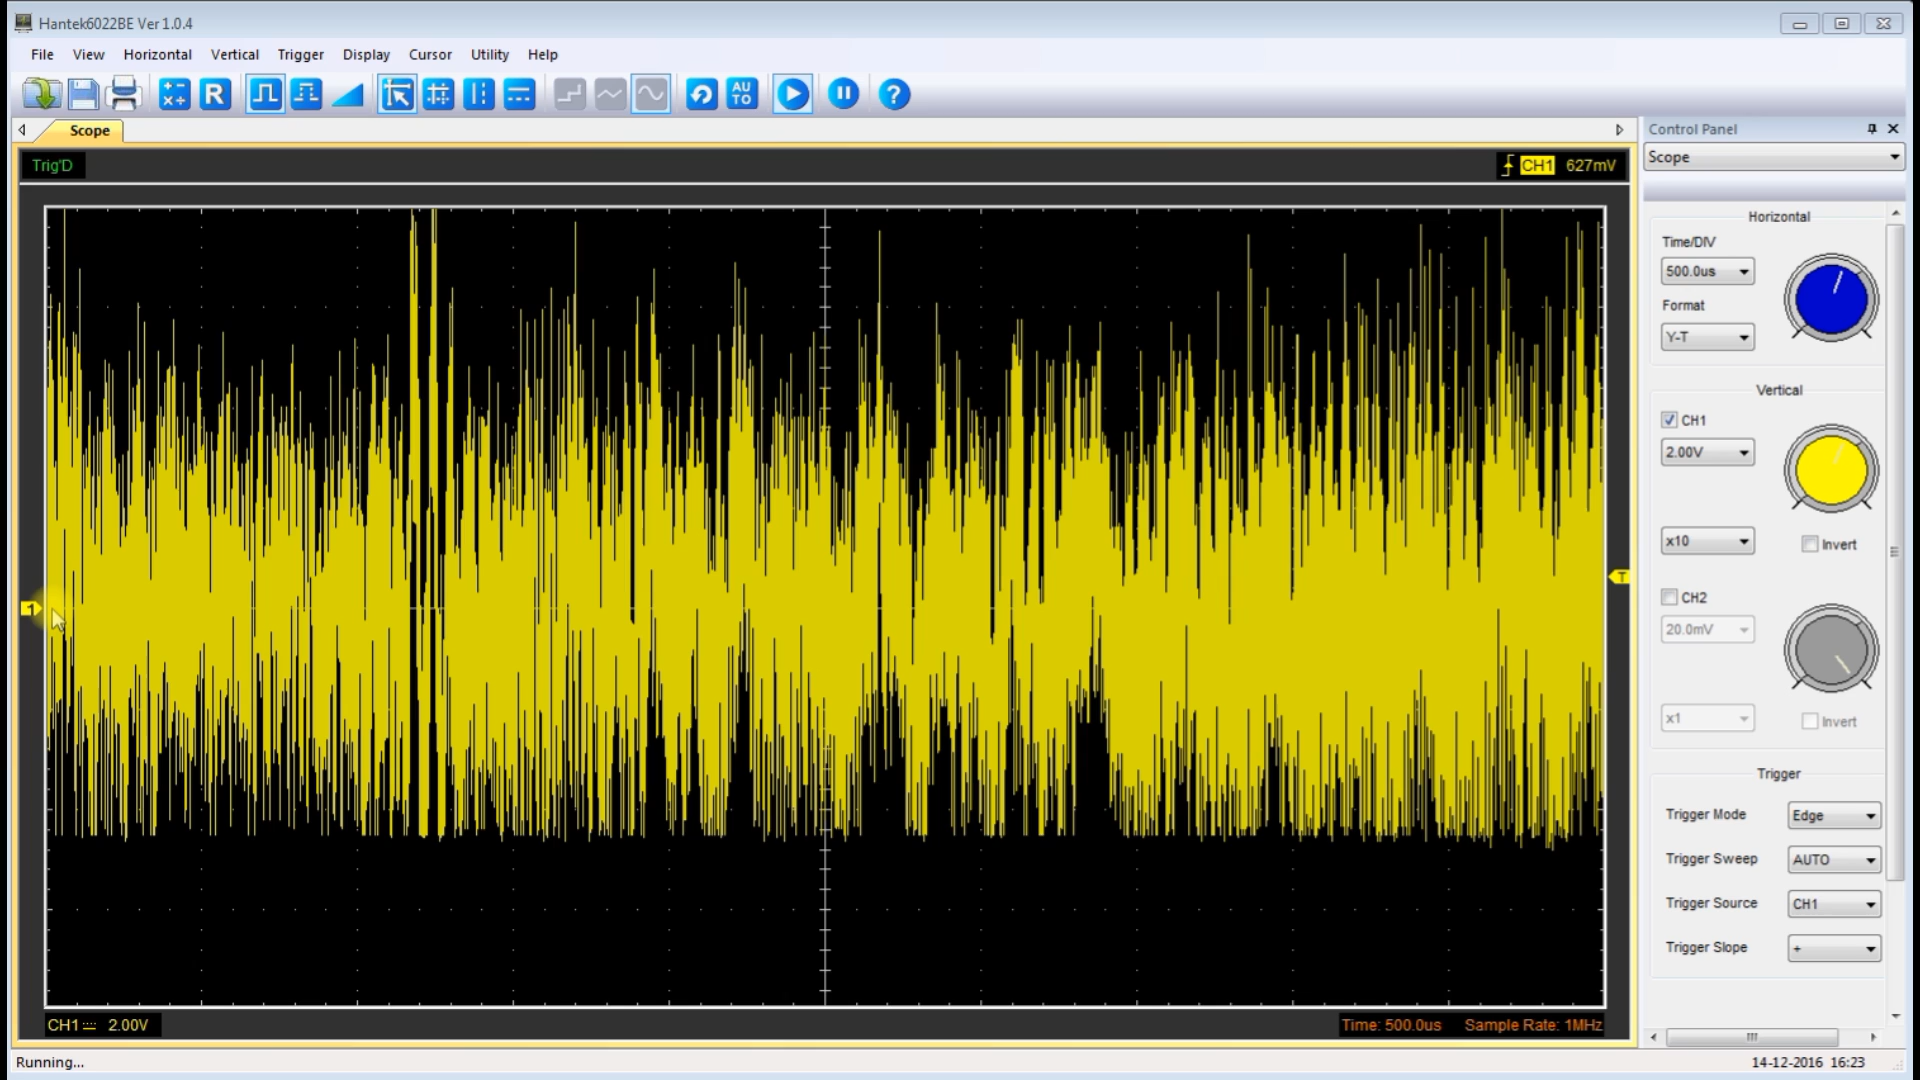 Hantek6022BE Ver 1.0.4
File View Horizontal Vertical Trigger Display Cursor Utility Help
R AU TO ?
Scope
Trig'D
CH1 627mV
1
T
CH1 2.00V
Time: 500.0us Sample Rate: 1MHz
Control Panel
Scope
Horizontal
Time/DIV
500.0us
Format
Y-T
Vertical
CH1
2.00V
x10
Invert
CH2
20.0mV
x1
Invert
Trigger
Trigger Mode Edge
Trigger Sweep AUTO
Trigger Source CH1
Trigger Slope +
Running...
14-12-2016 16:23